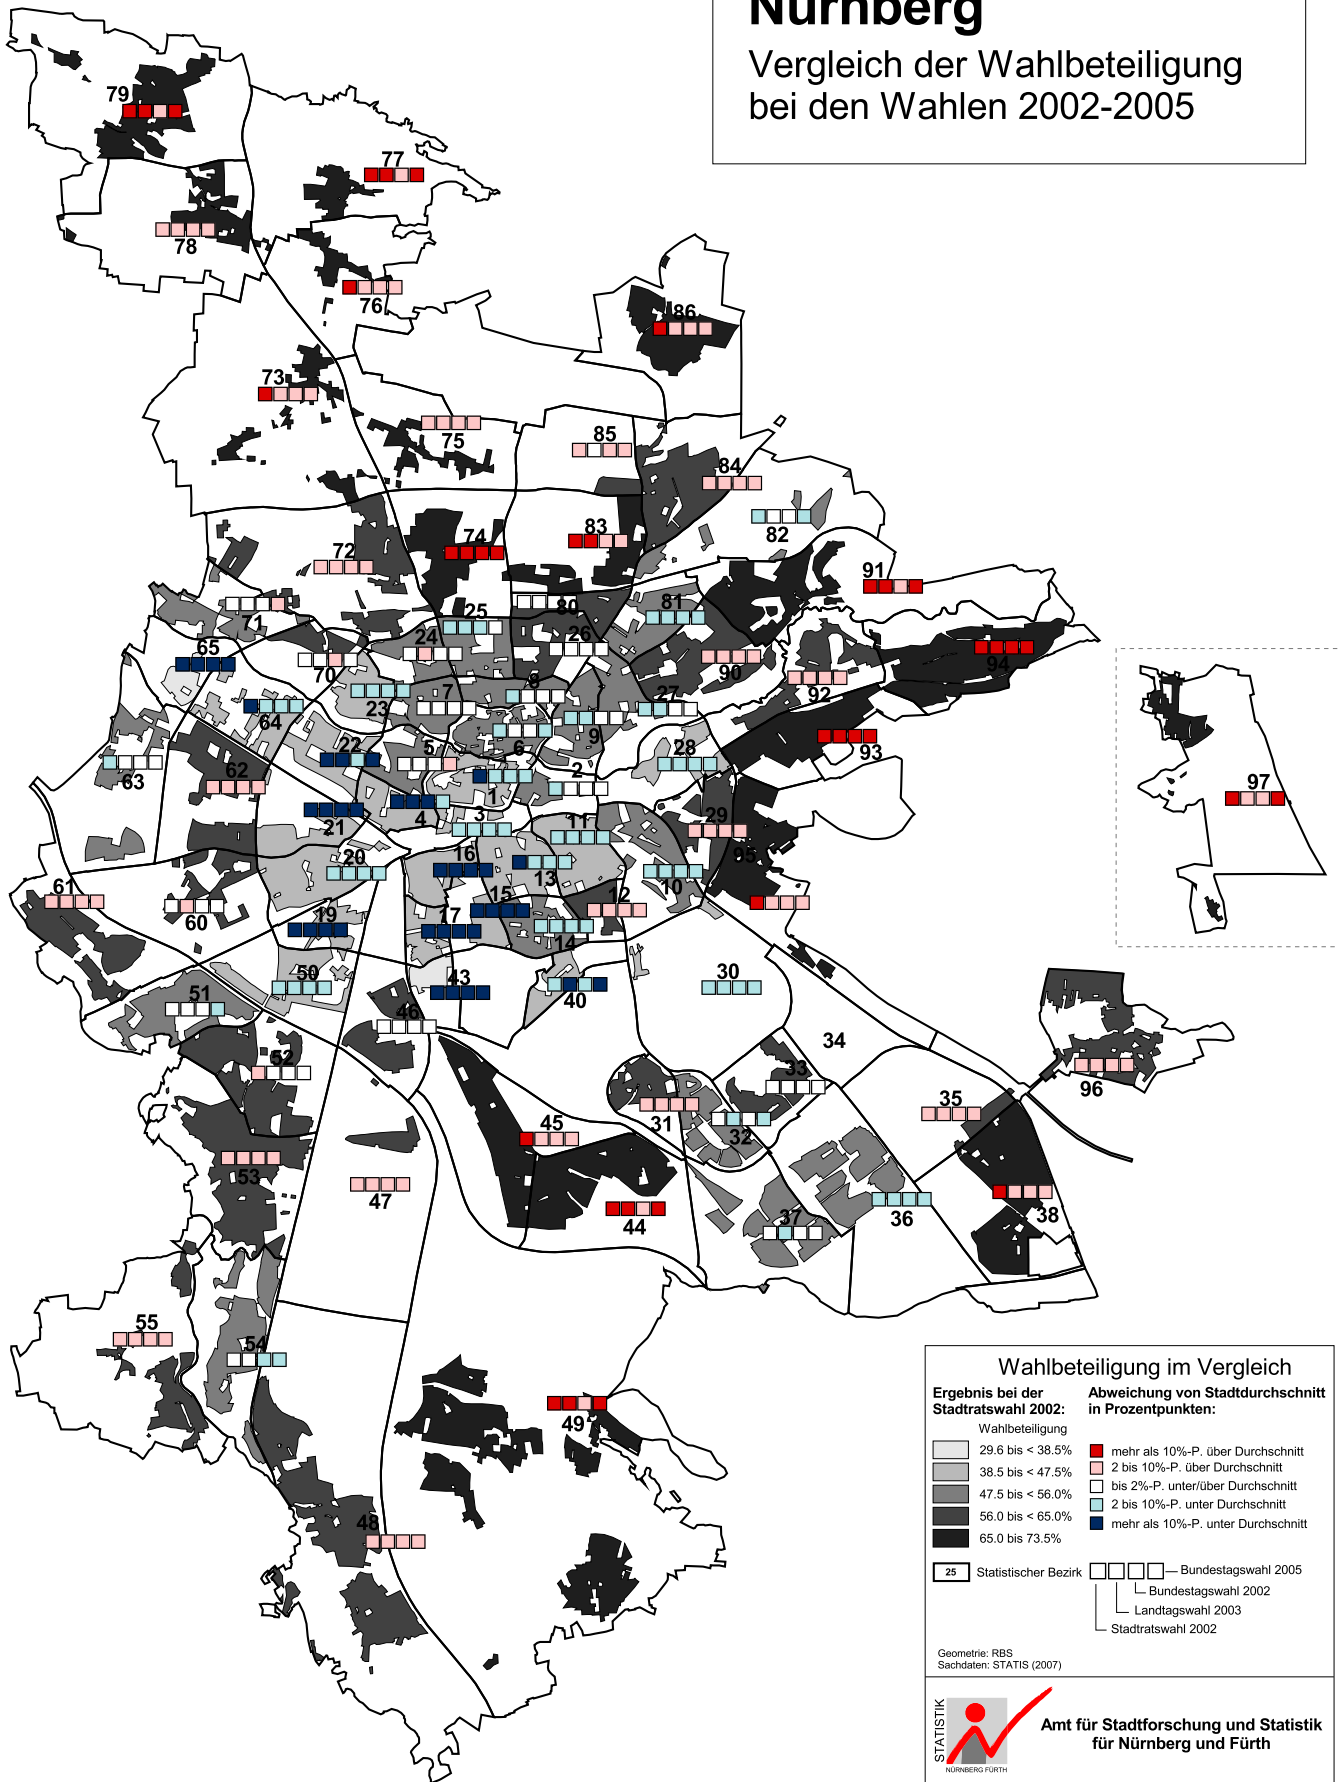 Nürnberg
Vergleich der Wahlbeteiligung
bei den Wahlen 2002-2005
79
77
78
76
86
73
75
85
84
82
74
83
72
91
71
25
80
81
65
24
26
94
70
90
92
7
8
27
23
64
9
93
22
5
6
28
63
62
2
97
1
21
4
3
11
29
16
95
20
13
10
61
15
12
60
19
17
14
50
43
30
51
40
46
34
52
33
96
35
31
45
32
53
47
38
44
37
36
55
54
49
48
Wahlbeteiligung im Vergleich
Ergebnis bei der
Stadtratswahl 2002:
Wahlbeteiligung
29.6 bis < 38.5%
38.5 bis < 47.5%
47.5 bis < 56.0%
56.0 bis < 65.0%
65.0 bis 73.5%
Abweichung von Stadtdurchschnitt
in Prozentpunkten:
mehr als 10%-P. über Durchschnitt
2 bis 10%-P. über Durchschnitt
bis 2%-P. unter/über Durchschnitt
2 bis 10%-P. unter Durchschnitt
mehr als 10%-P. unter Durchschnitt
25 Statistischer Bezirk
Bundestagswahl 2005
Bundestagswahl 2002
Landtagswahl 2003
Stadtratswahl 2002
Geometrie: RBS
Sachdaten: STATIS (2007)
STATISTIK
NÜRNBERG FÜRTH
Amt für Stadtforschung und Statistik
für Nürnberg und Fürth